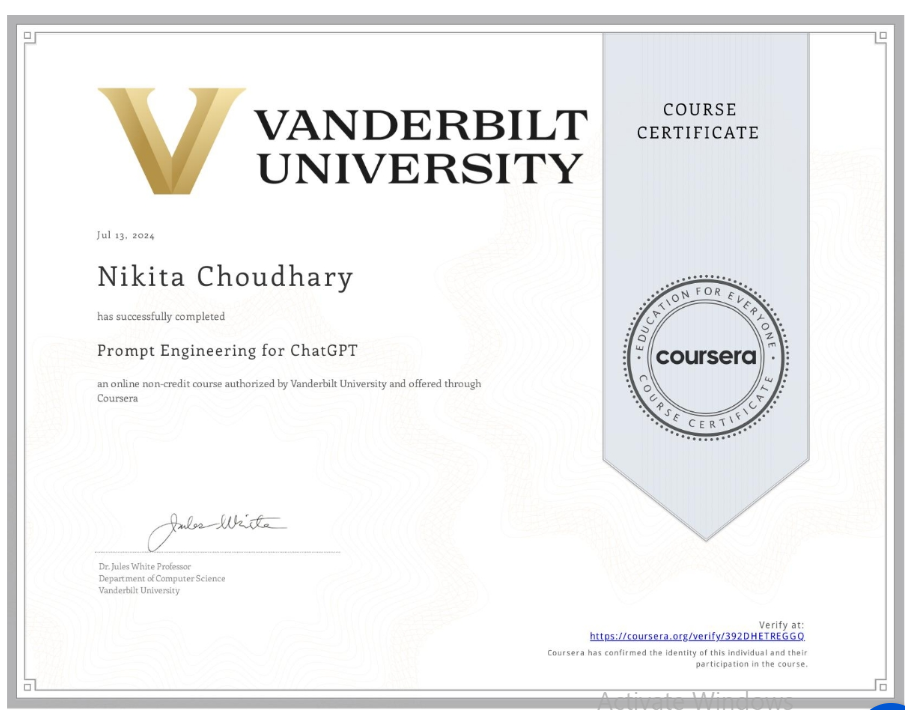 VANDERBILT
UNIVERSITY
COURSE
CERTIFICATE
Jul 13, 2024
Nikita Choudhary
has successfully completed
Prompt Engineering for ChatGPT
an online non-credit course authorized by Vanderbilt University and offered through
Coursera
EDUCATION FOR EVERYONE
coursera
COURSE CERTIFICATE
Jules White
Dr. Jules White Professor
Department of Computer Science
Vanderbilt University
Verify at:
https://coursera.org/verify/392DHETREGGQ
Coursera has confirmed the identity of this individual and their
participation in the course.
Activate Windows